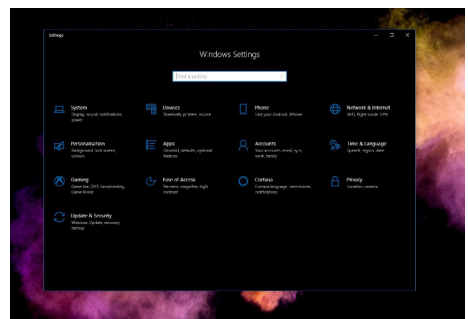 Settings
Windows Settings
Find a setting
System
Display, sound, notifications,
power
Devices
Bluetooth, printers, mouse
Phone
Link your Android, iPhone
Network & Internet
WiFi, flight mode, VPN
Personalisation
Background, lock screen,
colours
Apps
Uninstall, defaults, optional
features
Accounts
Your accounts, email, sync,
work, family
Time & Language
Speech, region, date
Gaming
Game bar, DVR, broadcasting,
Game Mode
Ease of Access
Narrator, magnifier, high
contrast
Cortana
Cortana language, permissions,
notifications
Privacy
Location, camera
Update & Security
Windows Update, recovery,
backup